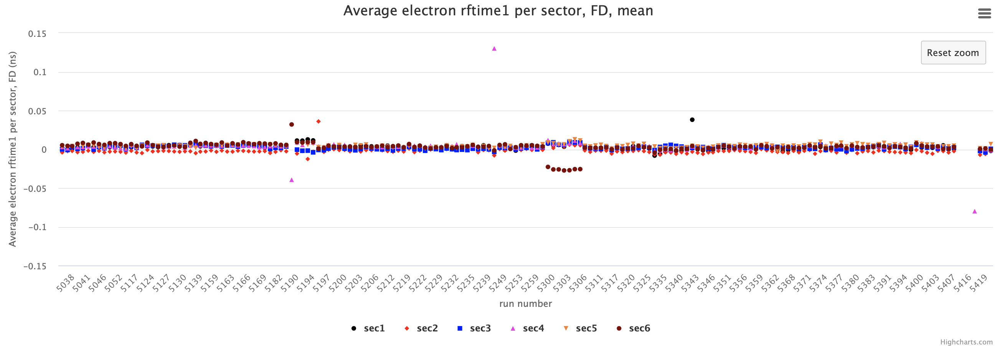 Average electron rftime1 per sector, FD, mean
Reset zoom
Average electron rftime1 per sector, FD (ns)
0.15
0.1
0.05
0
−0.05
−0.1
−0.15
5038 5041 5046 5052 5117 5124 5127 5130 5139 5159 5163 5166 5169 5182 5190 5194 5197 5200 5203 5206 5212 5219 5222 5229 5232 5235 5239 5249 5253 5259 5300 5303 5306 5311 5317 5320 5325 5335 5340 5343 5346 5351 5356 5359 5362 5368 5371 5374 5377 5380 5383 5391 5394 5400 5403 5407 5416 5419
run number
sec1 sec2 sec3 sec4 sec5 sec6
Highcharts.com